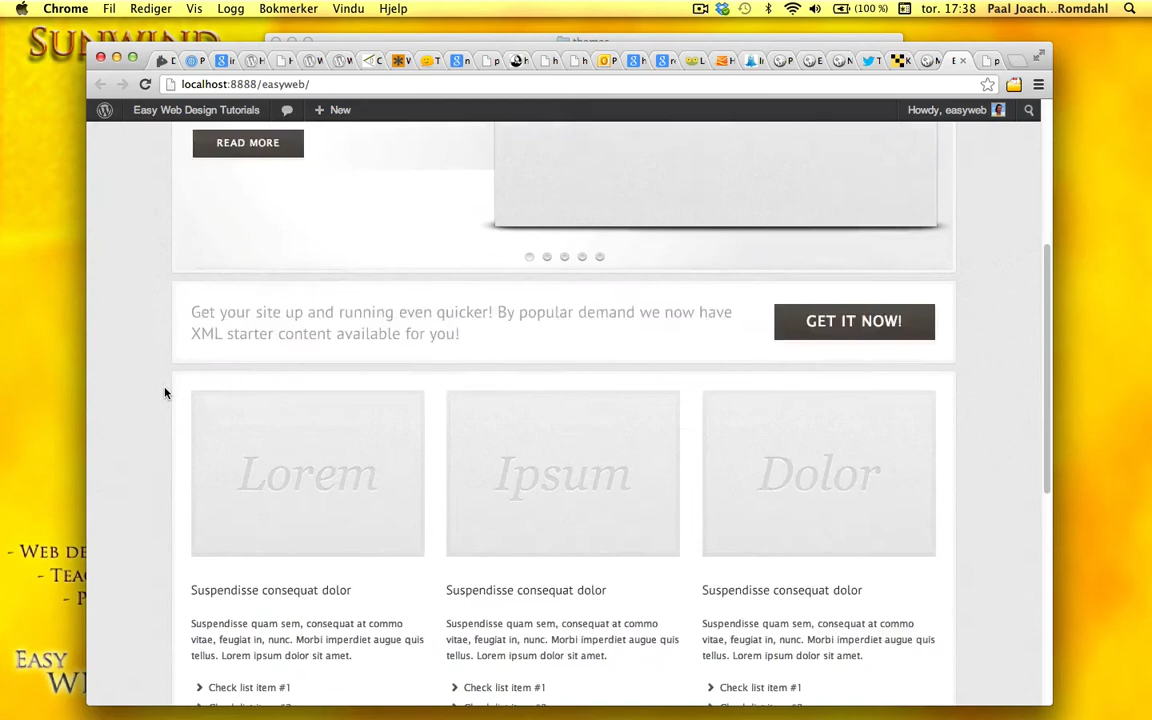 Chrome Fil Rediger Vis Logg Bokmerker Vindu Hjelp (100 %) tor. 17:38 Paal Joach...Romdahl
SUNWIND
themes
localhost:8888/easyweb/
Easy Web Design Tutorials + New Howdy, easyweb
READ MORE
Get your site up and running even quicker! By popular demand we now have
XML starter content available for you!
GET IT NOW!
Lorem Ipsum Dolor
- WEB DE
- TEA
- P
Suspendisse consequat dolor Suspendisse consequat dolor Suspendisse consequat dolor
Suspendisse quam sem, consequat at commo Suspendisse quam sem, consequat at commo Suspendisse quam sem, consequat at commo
vitae, feugiat in, nunc. Morbi imperdiet augue quis vitae, feugiat in, nunc. Morbi imperdiet augue quis vitae, feugiat in, nunc. Morbi imperdiet augue quis
tellus. Lorem ipsum dolor sit amet. tellus. Lorem ipsum dolor sit amet. tellus. Lorem ipsum dolor sit amet.
EASY
WE
Check list item #1 Check list item #1 Check list item #1